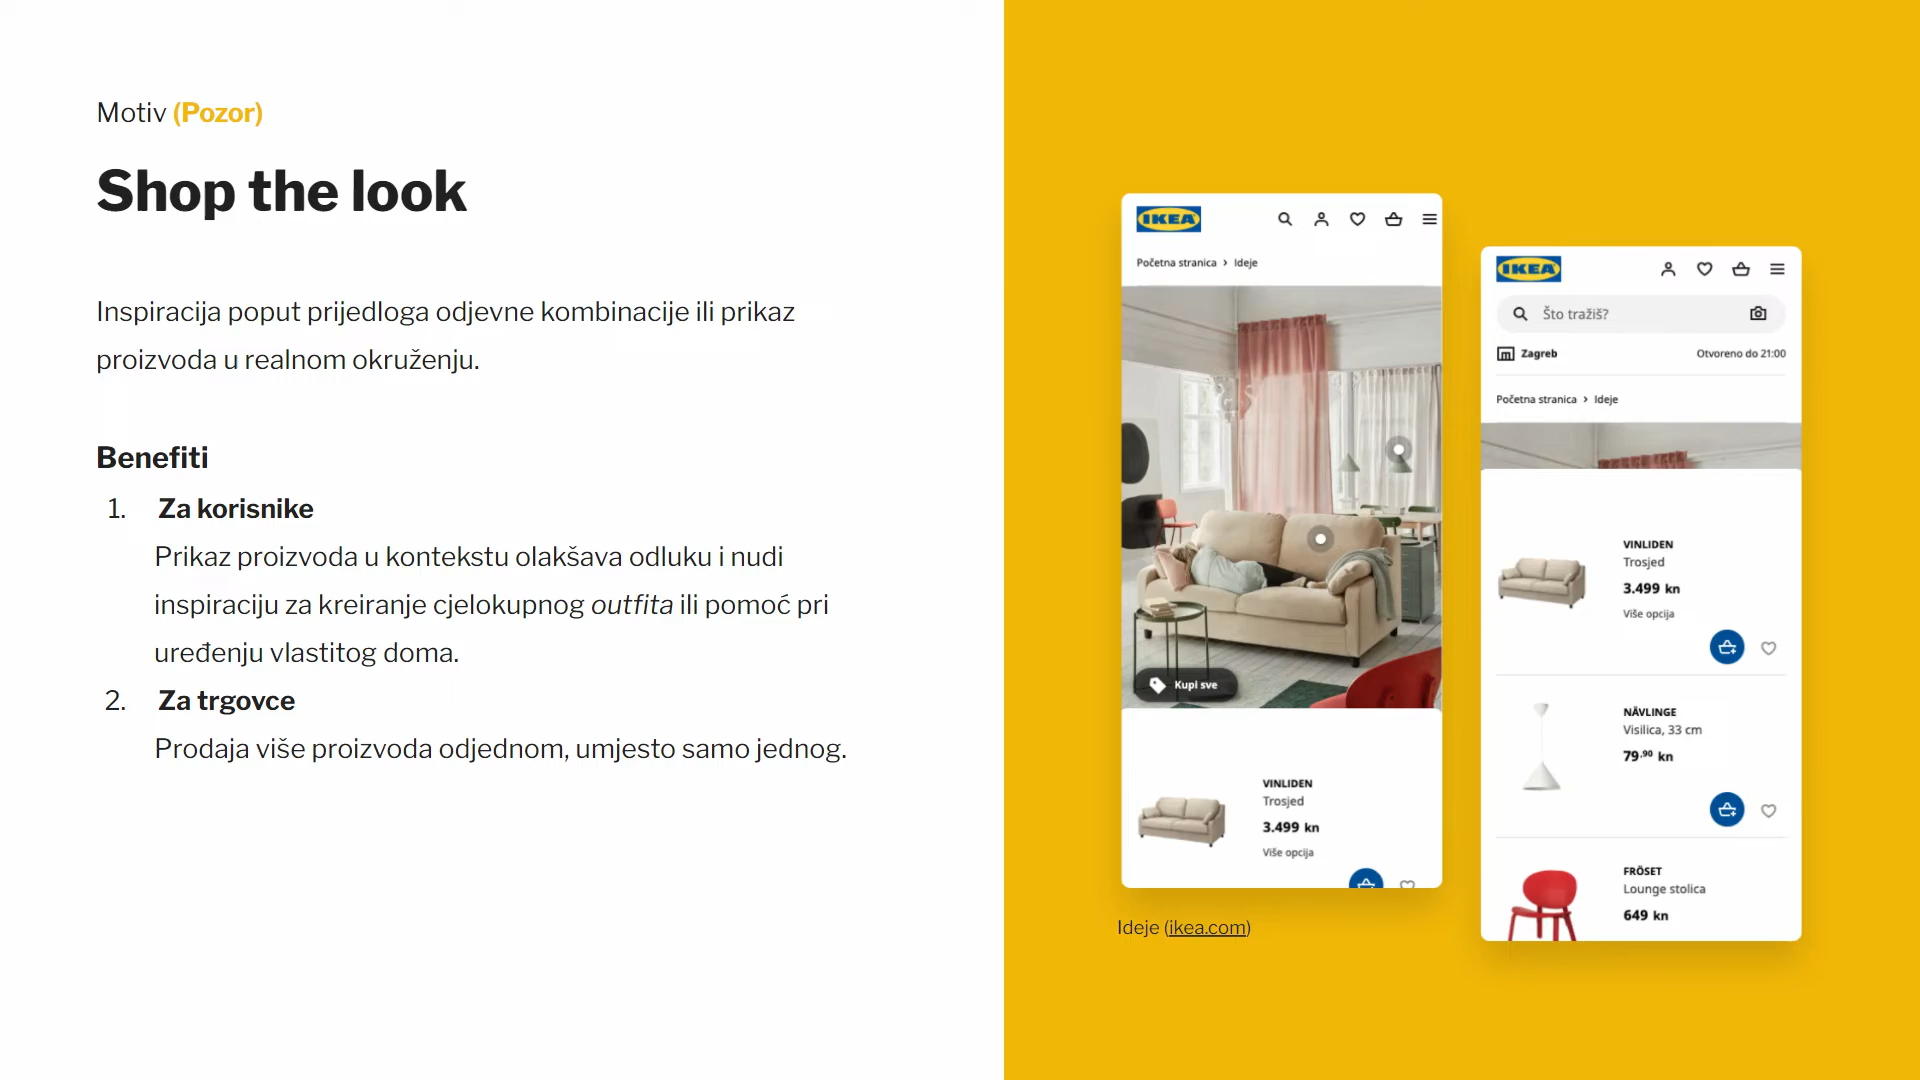 Motiv (Pozor)
Shop the look
Inspiracija poput prijedloga odjevne kombinacije ili prikaz
proizvoda u realnom okruženju.
Benefiti
1. Za korisnike
Prikaz proizvoda u kontekstu olakšava odluku i nudi
inspiraciju za kreiranje cjelokupnog outfita ili pomoć pri
uređenju vlastitog doma.
2. Za trgovce
Prodaja više proizvoda odjednom, umjesto samo jednog.
IKEA
Početna stranica › Ideje
Kupi sve
VINLIDEN
Trosjed
3.499 kn
Više opcija
Ideje (ikea.com)
IKEA
Što tražiš?
Zagreb
Otvoreno do 21:00
Početna stranica › Ideje
VINLIDEN
Trosjed
3.499 kn
Više opcija
NÄVLINGE
Visilica, 33 cm
79,90 kn
FRÖSET
Lounge stolica
649 kn